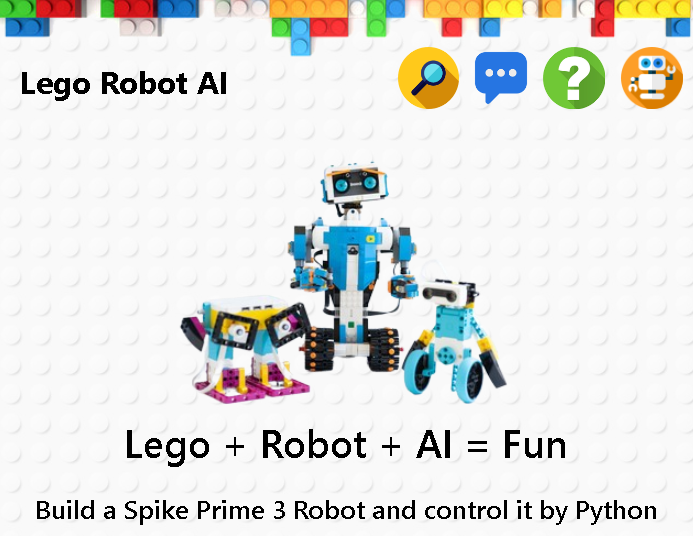 Lego Robot AI
Lego + Robot + AI = Fun
Build a Spike Prime 3 Robot and control it by Python